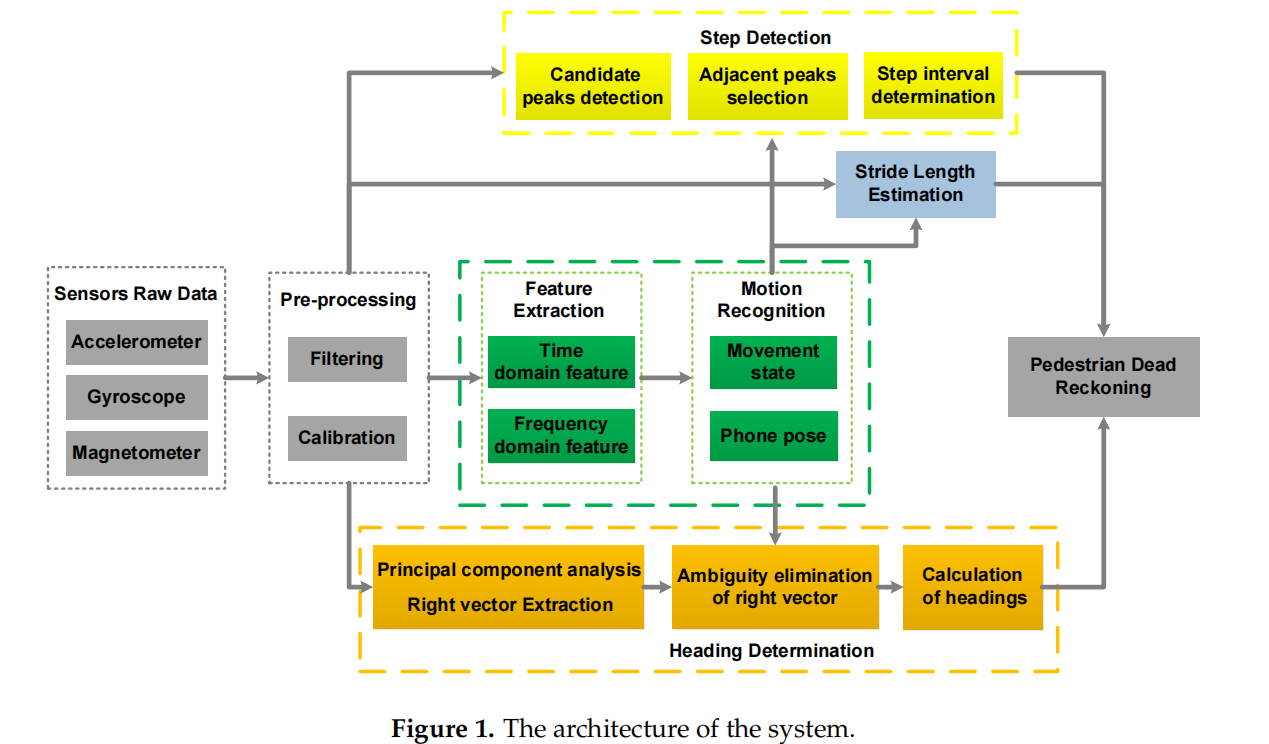 Step Detection
Candidate
peaks detection
Adjacent peaks
selection
Step interval
determination
Stride Length
Estimation
Sensors Raw Data
Accelerometer
Gyroscope
Magnetometer
Pre-processing
Filtering
Calibration
Feature
Extraction
Time
domain feature
Frequency
domain feature
Motion
Recognition
Movement
state
Phone pose
Pedestrian Dead
Reckoning
Principal component analysis
Right vector Extraction
Ambiguity elimination
of right vector
Calculation
of headings
Heading Determination
Figure 1. The architecture of the system.